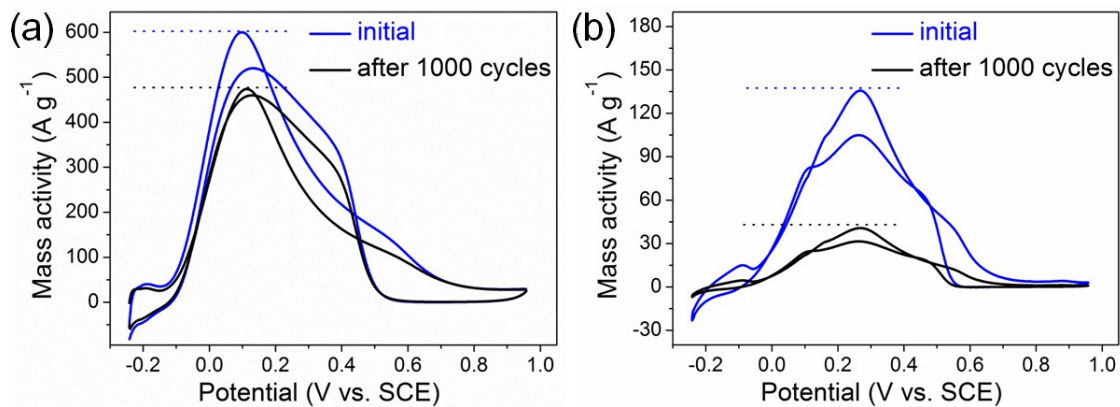 (a)
600
500
400
300
200
100
0
Mass activity (A g⁻¹)
initial
after 1000 cycles
-0.2 0.0 0.2 0.4 0.6 0.8 1.0
Potential (V vs. SCE)
(b)
180
150
120
90
60
30
0
-30
Mass activity (A g⁻¹)
initial
after 1000 cycles
-0.2 0.0 0.2 0.4 0.6 0.8 1.0
Potential (V vs. SCE)